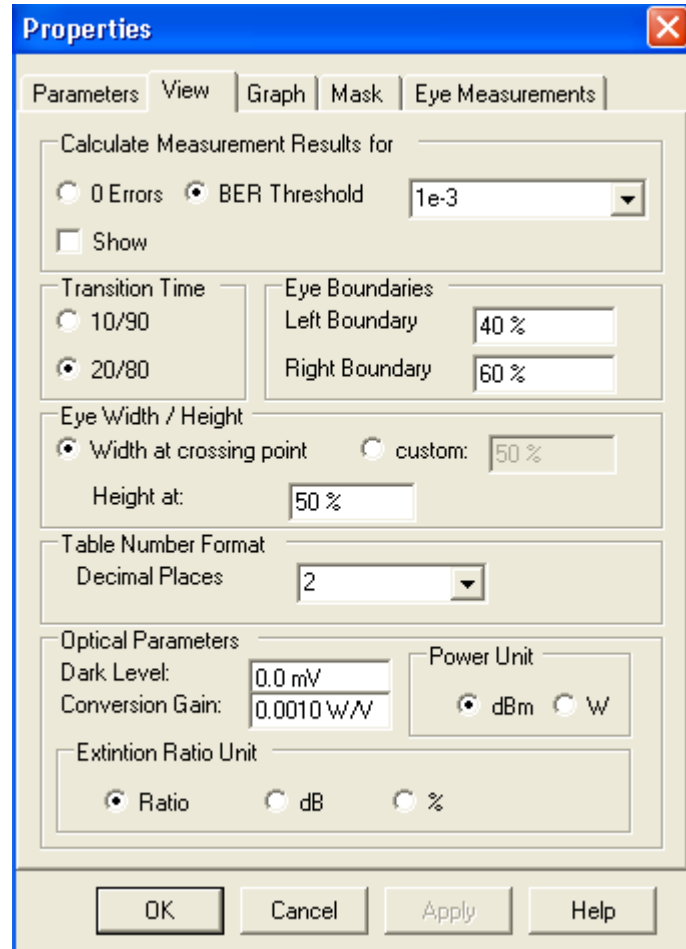 Properties
Parameters View Graph Mask Eye Measurements
Calculate Measurement Results for
0 Errors BER Threshold 1e-3
Show
Transition Time
10/90
20/80
Eye Boundaries
Left Boundary 40 %
Right Boundary 60 %
Eye Width / Height
Width at crossing point custom: 50 %
Height at: 50 %
Table Number Format
Decimal Places 2
Optical Parameters
Dark Level: 0.0 mV
Conversion Gain: 0.0010 W/V
Power Unit
dBm W
Extintion Ratio Unit
Ratio dB %
OK Cancel Apply Help